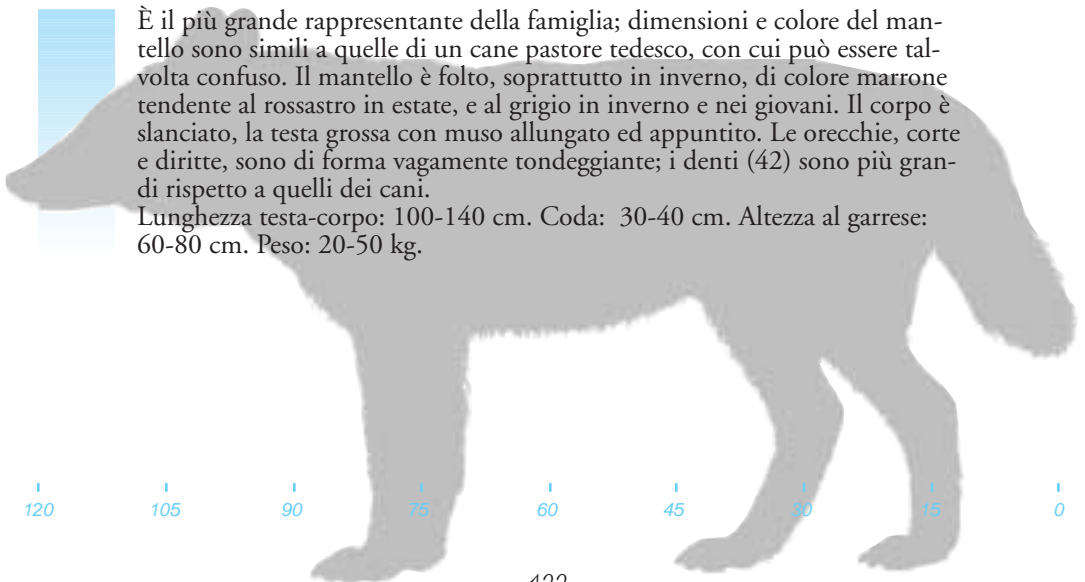 È il più grande rappresentante della famiglia; dimensioni e colore del man-
tello sono simili a quelle di un cane pastore tedesco, con cui può essere tal-
volta confuso. Il mantello è folto, soprattutto in inverno, di colore marrone
tendente al rossastro in estate, e al grigio in inverno e nei giovani. Il corpo è
slanciato, la testa grossa con muso allungato ed appuntito. Le orecchie, corte
e diritte, sono di forma vagamente tondeggiante; i denti (42) sono più gran-
di rispetto a quelli dei cani.
Lunghezza testa-corpo: 100-140 cm. Coda: 30-40 cm. Altezza al garrese:
60-80 cm. Peso: 20-50 kg.
120 105 90 75 60 45 30 15 0